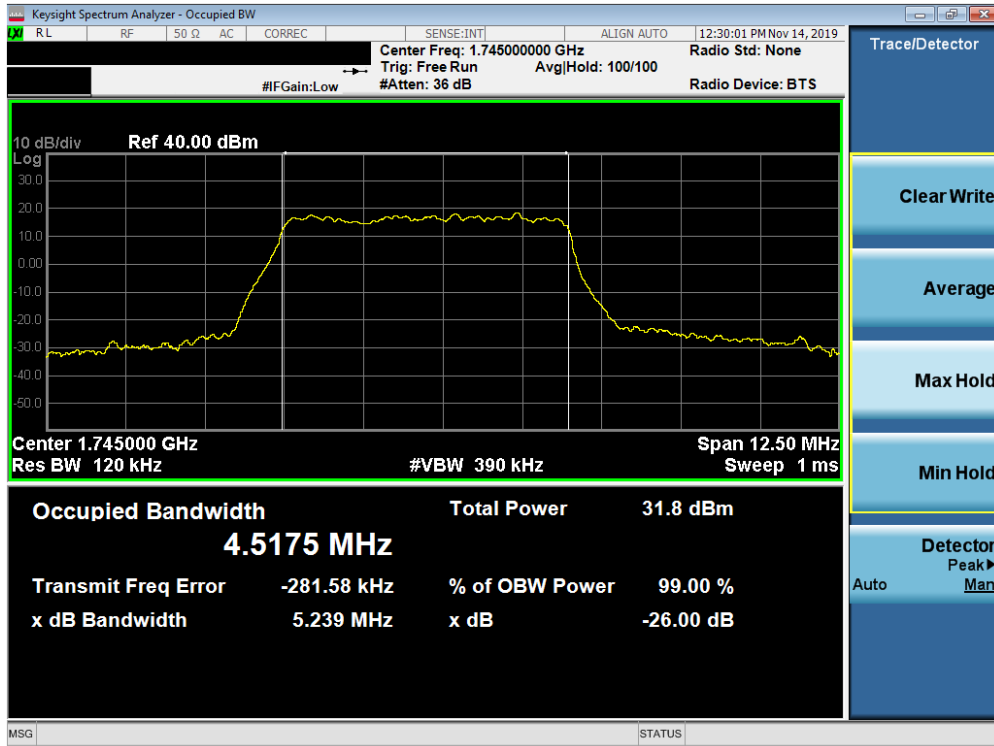 Keysight Spectrum Analyzer - Occupied BW
LXI RL RF 50 Ω AC CORREC SENSE:INT ALIGN AUTO 12:30:01 PM Nov 14, 2019
Center Freq: 1.745000000 GHz Radio Std: None
Trig: Free Run Avg|Hold: 100/100
#IFGain:Low #Atten: 36 dB Radio Device: BTS
10 dB/div Ref 40.00 dBm
Log
30.0
20.0
10.0
0.00
-10.0
-20.0
-30.0
-40.0
-50.0
Center 1.745000 GHz Span 12.50 MHz
Res BW 120 kHz #VBW 390 kHz Sweep 1 ms
Occupied Bandwidth Total Power 31.8 dBm
4.5175 MHz
Transmit Freq Error -281.58 kHz % of OBW Power 99.00 %
x dB Bandwidth 5.239 MHz x dB -26.00 dB
Trace/Detector
Clear Write
Average
Max Hold
Min Hold
Detector
Peak
Auto Man
MSG STATUS